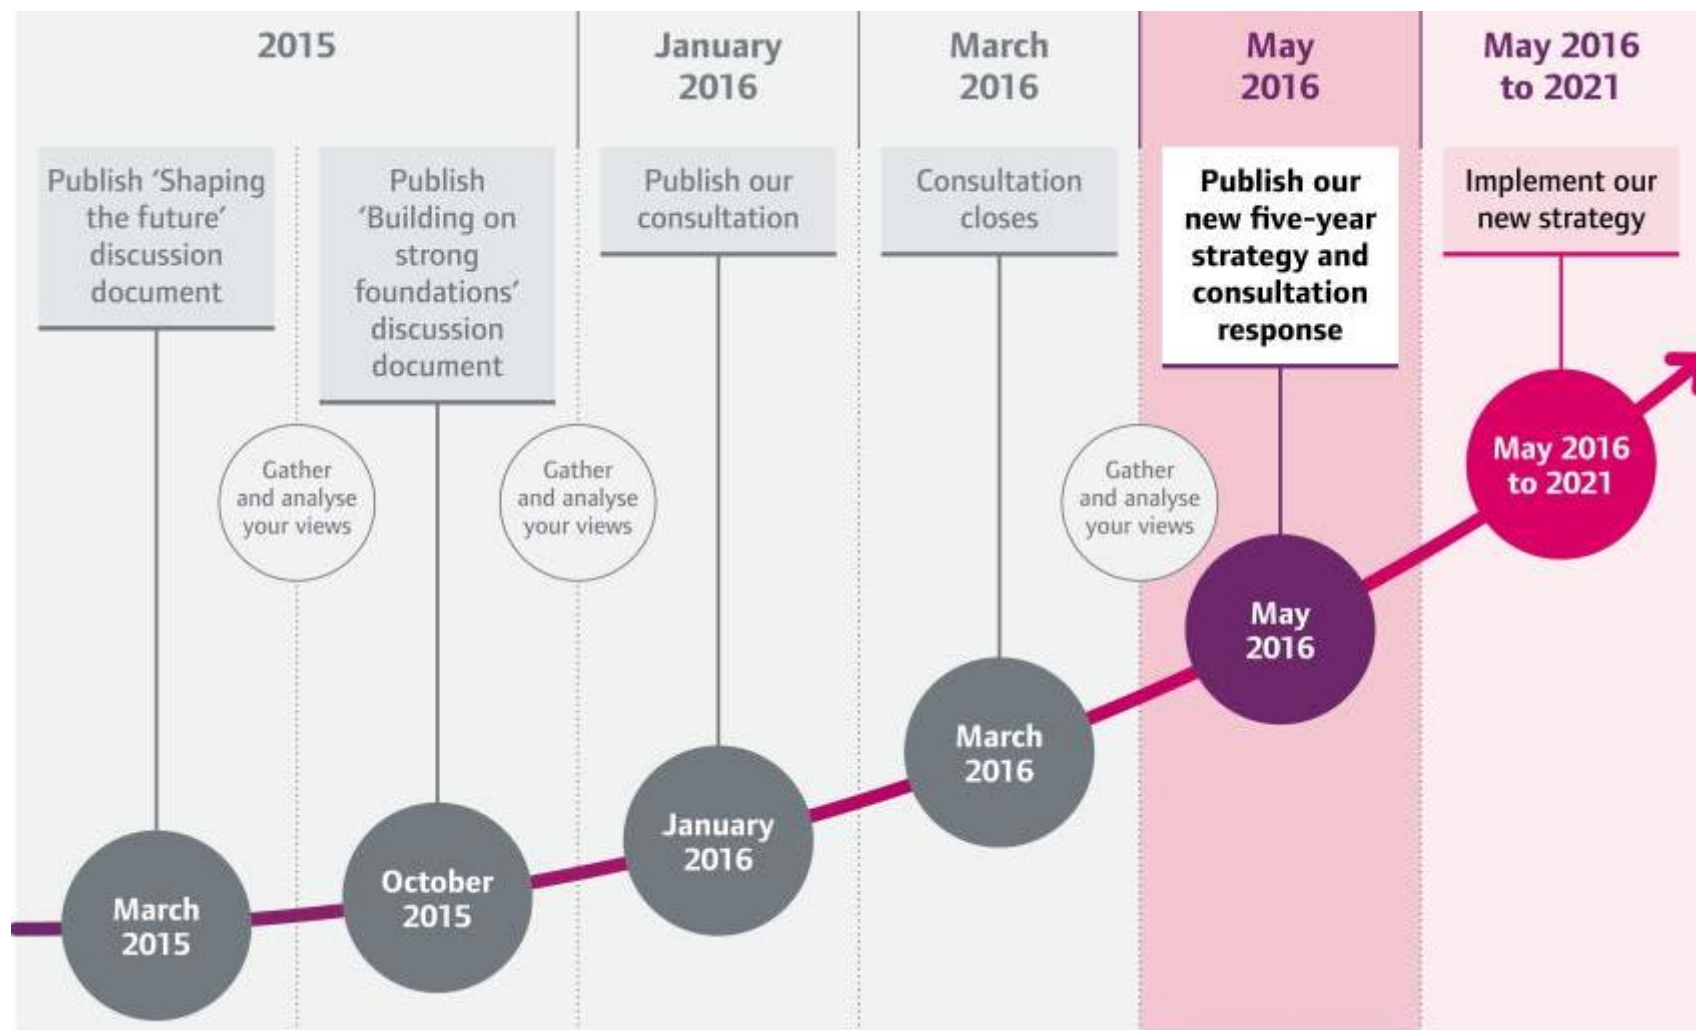 2015
January
2016
March
2016
May
2016
May 2016
to 2021
Publish ‘Shaping
the future’
discussion
document
Publish
‘Building on
strong
foundations’
discussion
document
Publish our
consultation
Consultation
closes
Publish our
new five-year
strategy and
consultation
response
Implement our
new strategy
Gather
and analyse
your views
Gather
and analyse
your views
Gather
and analyse
your views
March
2015
October
2015
January
2016
March
2016
May
2016
May 2016
to 2021